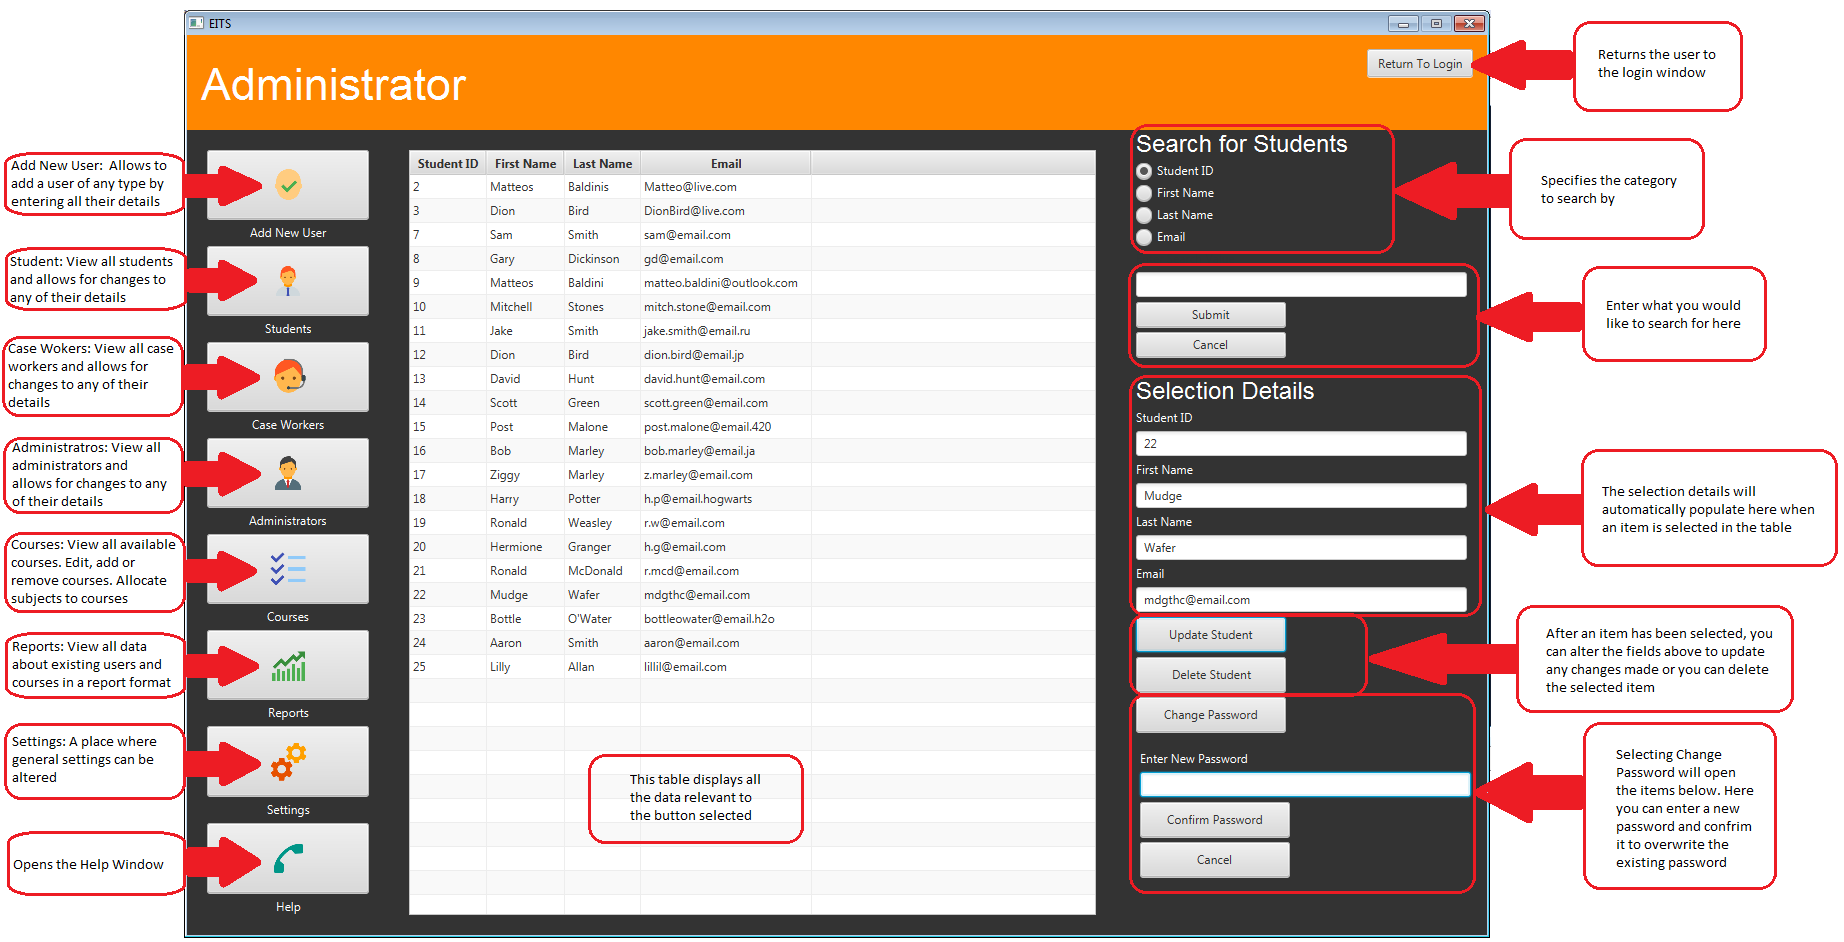 EITS
Administrator
Return To Login
Returns the user to
the login window
Add New User:  Allows to
add a user of any type by
entering all their details
Add New User
Student: View all students
and allows for changes to
any of their details
Students
Case Wokers: View all case
workers and allows for
changes to any of their
details
Case Workers
Administratros: View all
administrators and
allows for changes to any
of their details
Administrators
Courses: View all available
courses. Edit, add or
remove courses. Allocate
subjects to courses
Courses
Reports: View all data
about existing users and
courses in a report format
Reports
Settings: A place where
general settings can be
altered
Settings
Opens the Help Window
Help
Student ID First Name Last Name Email
2 Matteos Baldinis Matteo@live.com
3 Dion Bird DionBird@live.com
7 Sam Smith sam@email.com
8 Gary Dickinson gd@email.com
9 Matteos Baldini matteo.baldini@outlook.com
10 Mitchell Stones mitch.stone@email.com
11 Jake Smith jake.smith@email.ru
12 Dion Bird dion.bird@email.jp
13 David Hunt david.hunt@email.com
14 Scott Green scott.green@email.com
15 Post Malone post.malone@email.420
16 Bob Marley bob.marley@email.ja
17 Ziggy Marley z.marley@email.com
18 Harry Potter h.p@email.hogwarts
19 Ronald Weasley r.w@email.com
20 Hermione Granger h.g@email.com
21 Ronald McDonald r.mcd@email.com
22 Mudge Wafer mdgthc@email.com
23 Bottle O'Water bottleowater@email.h2o
24 Aaron Smith aaron@email.com
25 Lilly Allan lillil@email.com
This table displays all
the data relevant to
the button selected
Search for Students
Student ID
First Name
Last Name
Email
Specifies the category
to search by
Submit
Cancel
Enter what you would
like to search for here
Selection Details
Student ID
22
First Name
Mudge
Last Name
Wafer
Email
mdgthc@email.com
The selection details will
automatically populate here when
an item is selected in the table
Update Student
Delete Student
After an item has been selected, you
can alter the fields above to update
any changes made or you can delete
the selected item
Change Password
Enter New Password
Confirm Password
Cancel
Selecting Change
Password will open
the items below. Here
you can enter a new
password and confrim
it to overwrite the
existing password